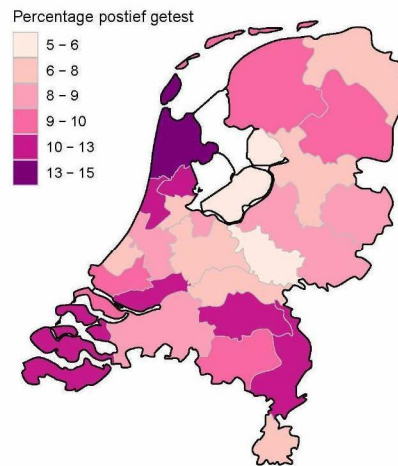 Percentage postief getest
5 – 6
6 – 8
8 – 9
9 – 10
10 – 13
13 – 15